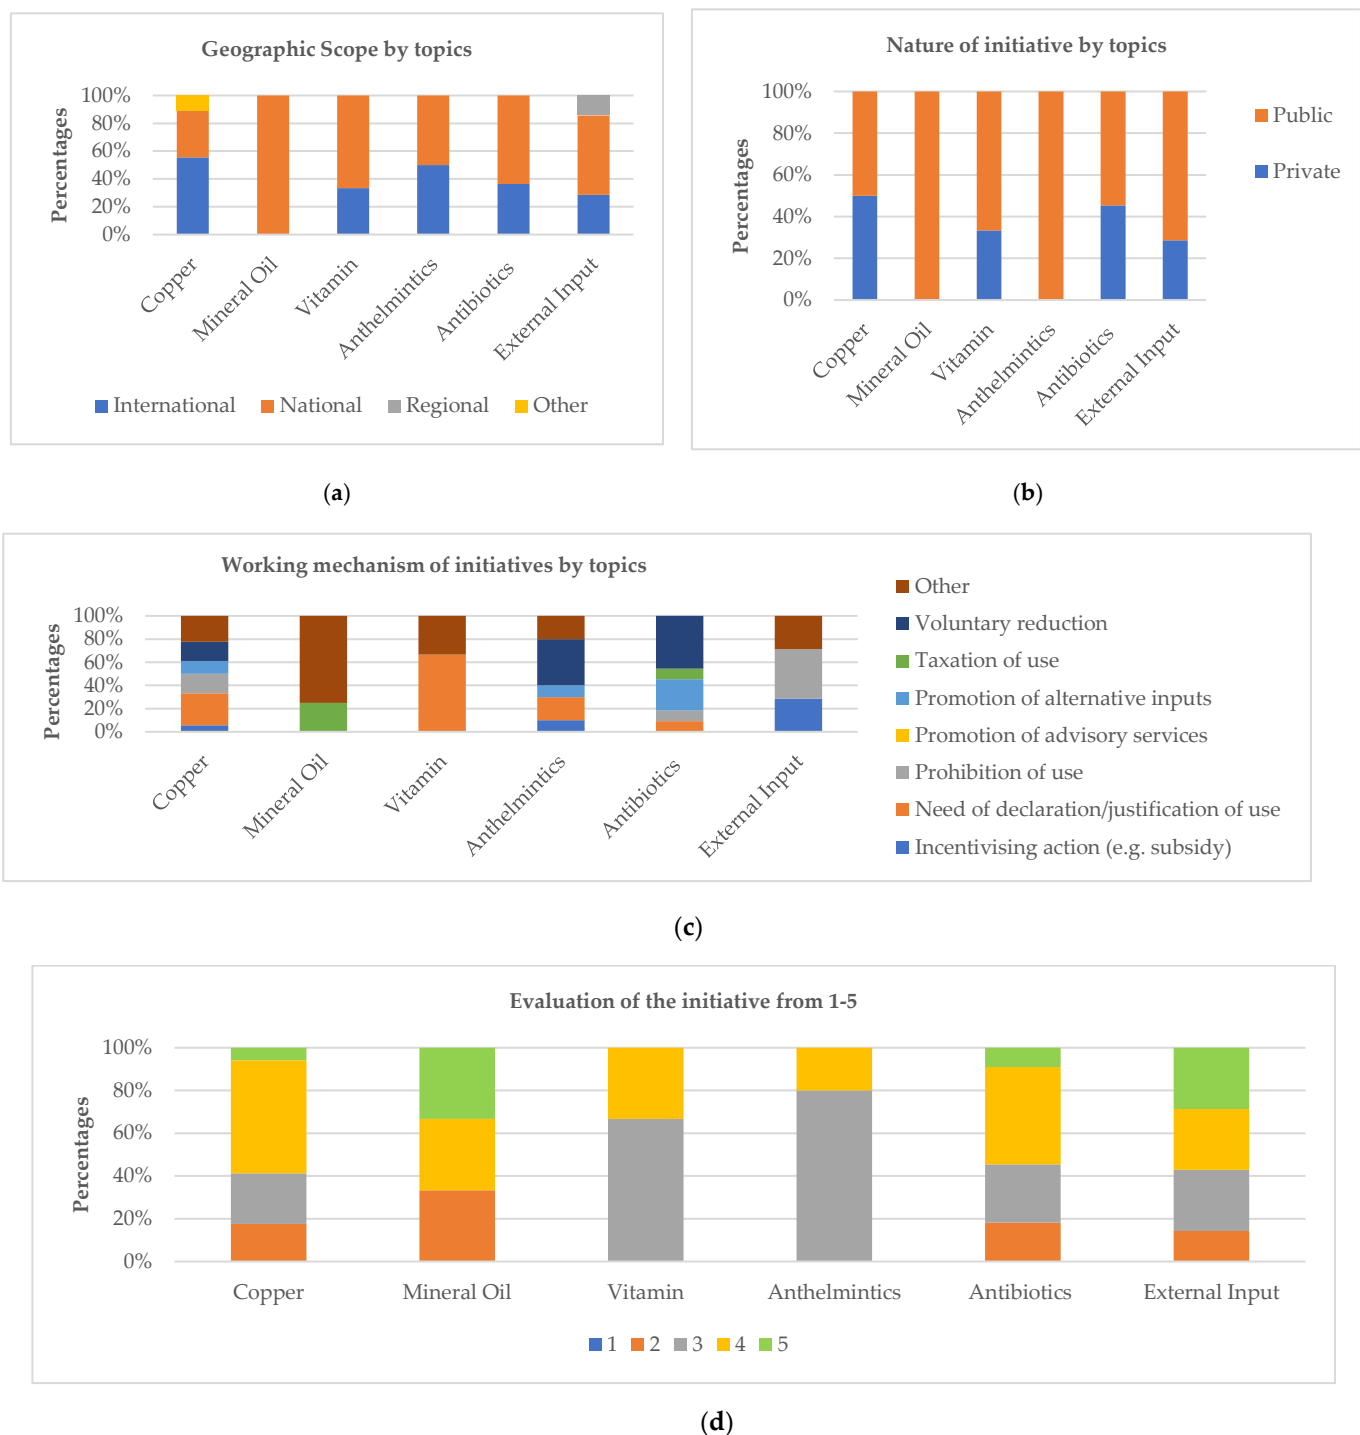 Geographic Scope by topics
Percentages
100%
80%
60%
40%
20%
0%
Copper
Mineral Oil
Vitamin
Anthelmintics
Antibiotics
External Input
International
National
Regional
Other
(a)
Nature of initiative by topics
Percentages
100%
80%
60%
40%
20%
0%
Copper
Mineral Oil
Vitamin
Anthelmintics
Antibiotics
External Input
Public
Private
(b)
Working mechanism of initiatives by topics
Percentages
100%
80%
60%
40%
20%
0%
Copper
Mineral Oil
Vitamin
Anthelmintics
Antibiotics
External Input
Other
Voluntary reduction
Taxation of use
Promotion of alternative inputs
Promotion of advisory services
Prohibition of use
Need of declaration/justification of use
Incentivising action (e.g. subsidy)
(c)
Evaluation of the initiative from 1-5
Percentages
100%
80%
60%
40%
20%
0%
Copper
Mineral Oil
Vitamin
Anthelmintics
Antibiotics
External Input
1
2
3
4
5
(d)